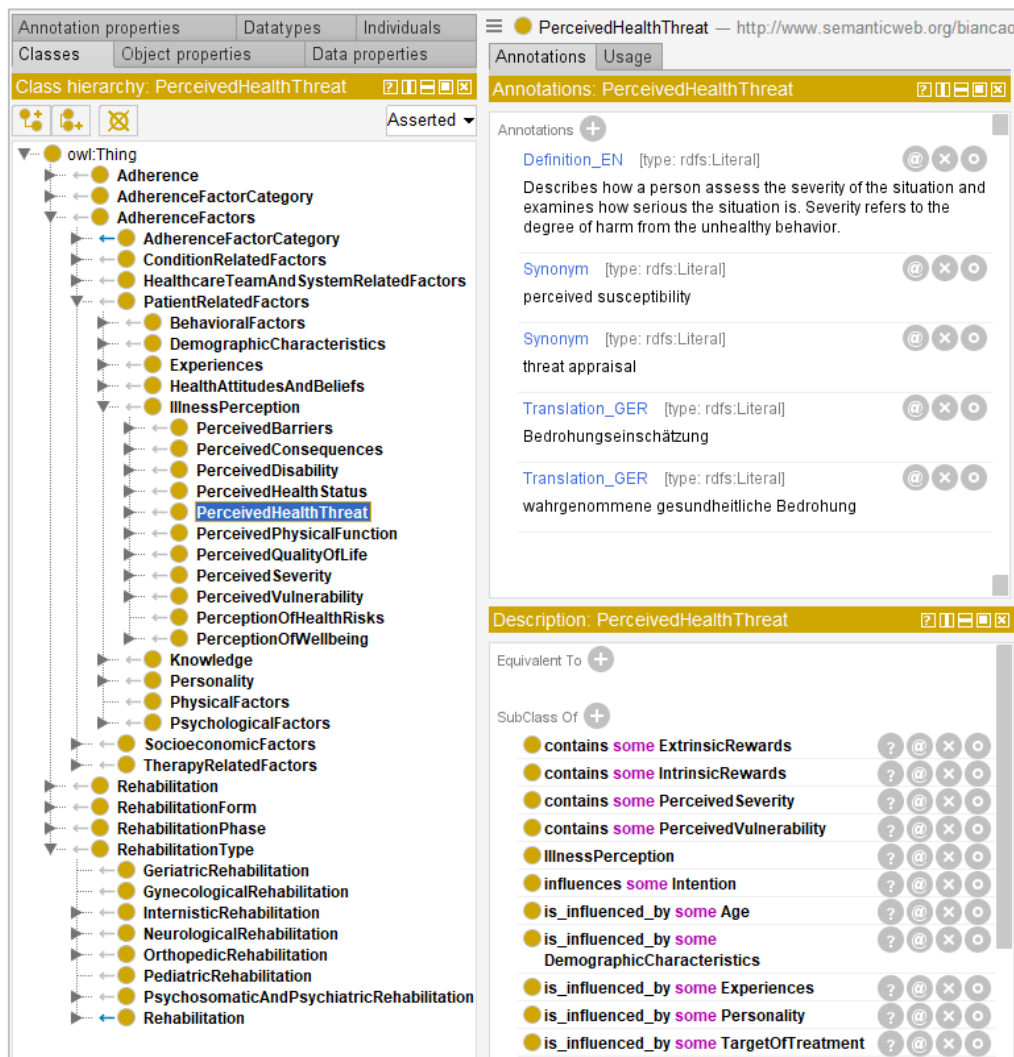 Annotation properties Datatypes Individuals
Classes Object properties Data properties
Class hierarchy: PerceivedHealthThreat
Asserted
owl:Thing
Adherence
AdherenceFactorCategory
AdherenceFactors
AdherenceFactorCategory
ConditionRelatedFactors
HealthcareTeamAndSystemRelatedFactors
PatientRelatedFactors
BehavioralFactors
DemographicCharacteristics
Experiences
HealthAttitudesAndBeliefs
IllnessPerception
PerceivedBarriers
PerceivedConsequences
PerceivedDisability
PerceivedHealthStatus
PerceivedHealthThreat
PerceivedPhysicalFunction
PerceivedQualityOfLife
PerceivedSeverity
PerceivedVulnerability
PerceptionOfHealthRisks
PerceptionOfWellbeing
Knowledge
Personality
PhysicalFactors
PsychologicalFactors
SocioeconomicFactors
TherapyRelatedFactors
Rehabilitation
RehabilitationForm
RehabilitationPhase
RehabilitationType
GeriatricRehabilitation
GynecologicalRehabilitation
InternisticRehabilitation
NeurologicalRehabilitation
OrthopedicRehabilitation
PediatricRehabilitation
PsychosomaticAndPsychiatricRehabilitation
Rehabilitation
PerceivedHealthThreat — http://www.semanticweb.org/biancao
Annotations Usage
Annotations: PerceivedHealthThreat
Annotations
Definition_EN [type: rdfs:Literal]
Describes how a person assess the severity of the situation and
examines how serious the situation is. Severity refers to the
degree of harm from the unhealthy behavior.
Synonym [type: rdfs:Literal]
perceived susceptibility
Synonym [type: rdfs:Literal]
threat appraisal
Translation_GER [type: rdfs:Literal]
Bedrohungseinschätzung
Translation_GER [type: rdfs:Literal]
wahrgenommene gesundheitliche Bedrohung
Description: PerceivedHealthThreat
Equivalent To
SubClass Of
contains some ExtrinsicRewards
contains some IntrinsicRewards
contains some PerceivedSeverity
contains some PerceivedVulnerability
IllnessPerception
influences some Intention
is_influenced_by some Age
is_influenced_by some
DemographicCharacteristics
is_influenced_by some Experiences
is_influenced_by some Personality
is_influenced_by some TargetOfTreatment